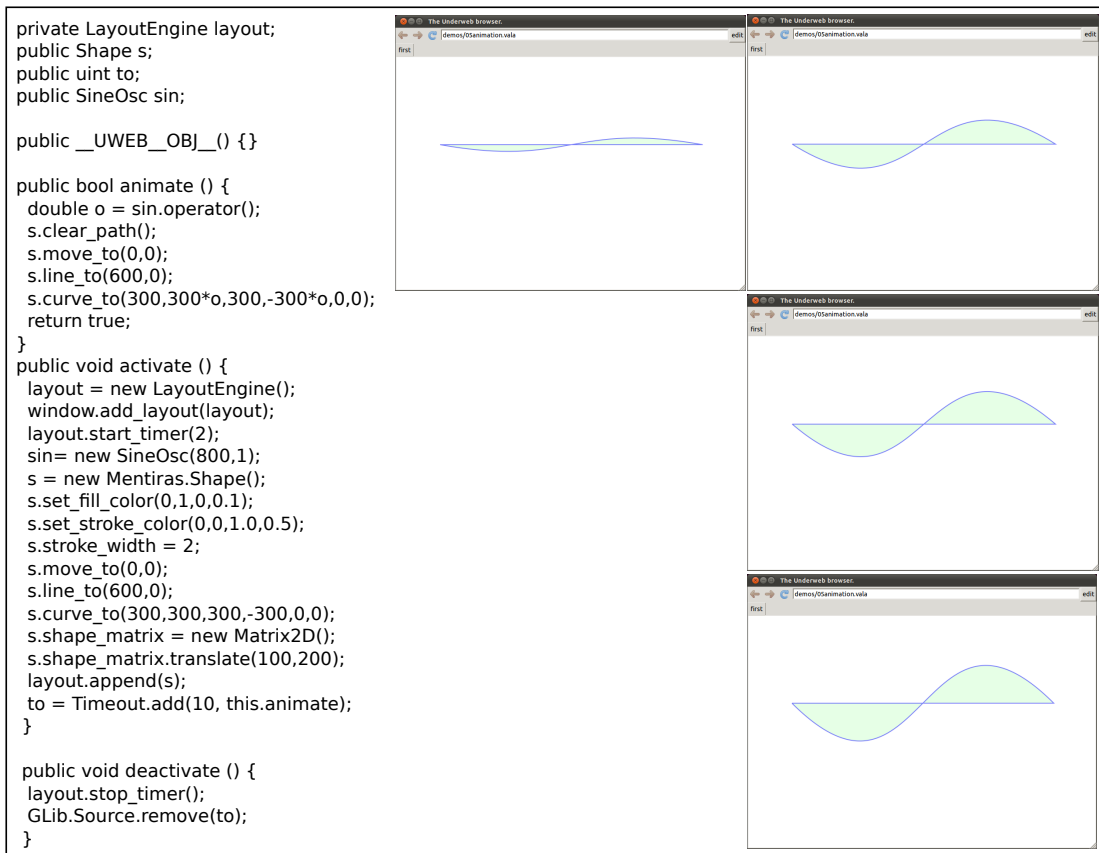 private LayoutEngine layout;
public Shape s;
public uint to;
public SineOsc sin;
public __UWEB__OBJ__() {}
public bool animate () {
double o = sin.operator();
s.clear_path();
s.move_to(0,0);
s.line_to(600,0);
s.curve_to(300,300*o,300,-300*o,0,0);
return true;
}
public void activate () {
layout = new LayoutEngine();
window.add_layout(layout);
layout.start_timer(2);
sin= new SineOsc(800,1);
s = new Mentiras.Shape();
s.set_fill_color(0,1,0,0.1);
s.set_stroke_color(0,0,1.0,0.5);
s.stroke_width = 2;
s.move_to(0,0);
s.line_to(600,0);
s.curve_to(300,300,300,-300,0,0);
s.shape_matrix = new Matrix2D();
s.shape_matrix.translate(100,200);
layout.append(s);
to = Timeout.add(10, this.animate);
}
public void deactivate () {
layout.stop_timer();
GLib.Source.remove(to);
}
The Underweb browser.
demos/05animation.vala edit
first
The Underweb browser.
demos/05animation.vala edit
first
The Underweb browser.
demos/05animation.vala edit
first
The Underweb browser.
demos/05animation.vala edit
first